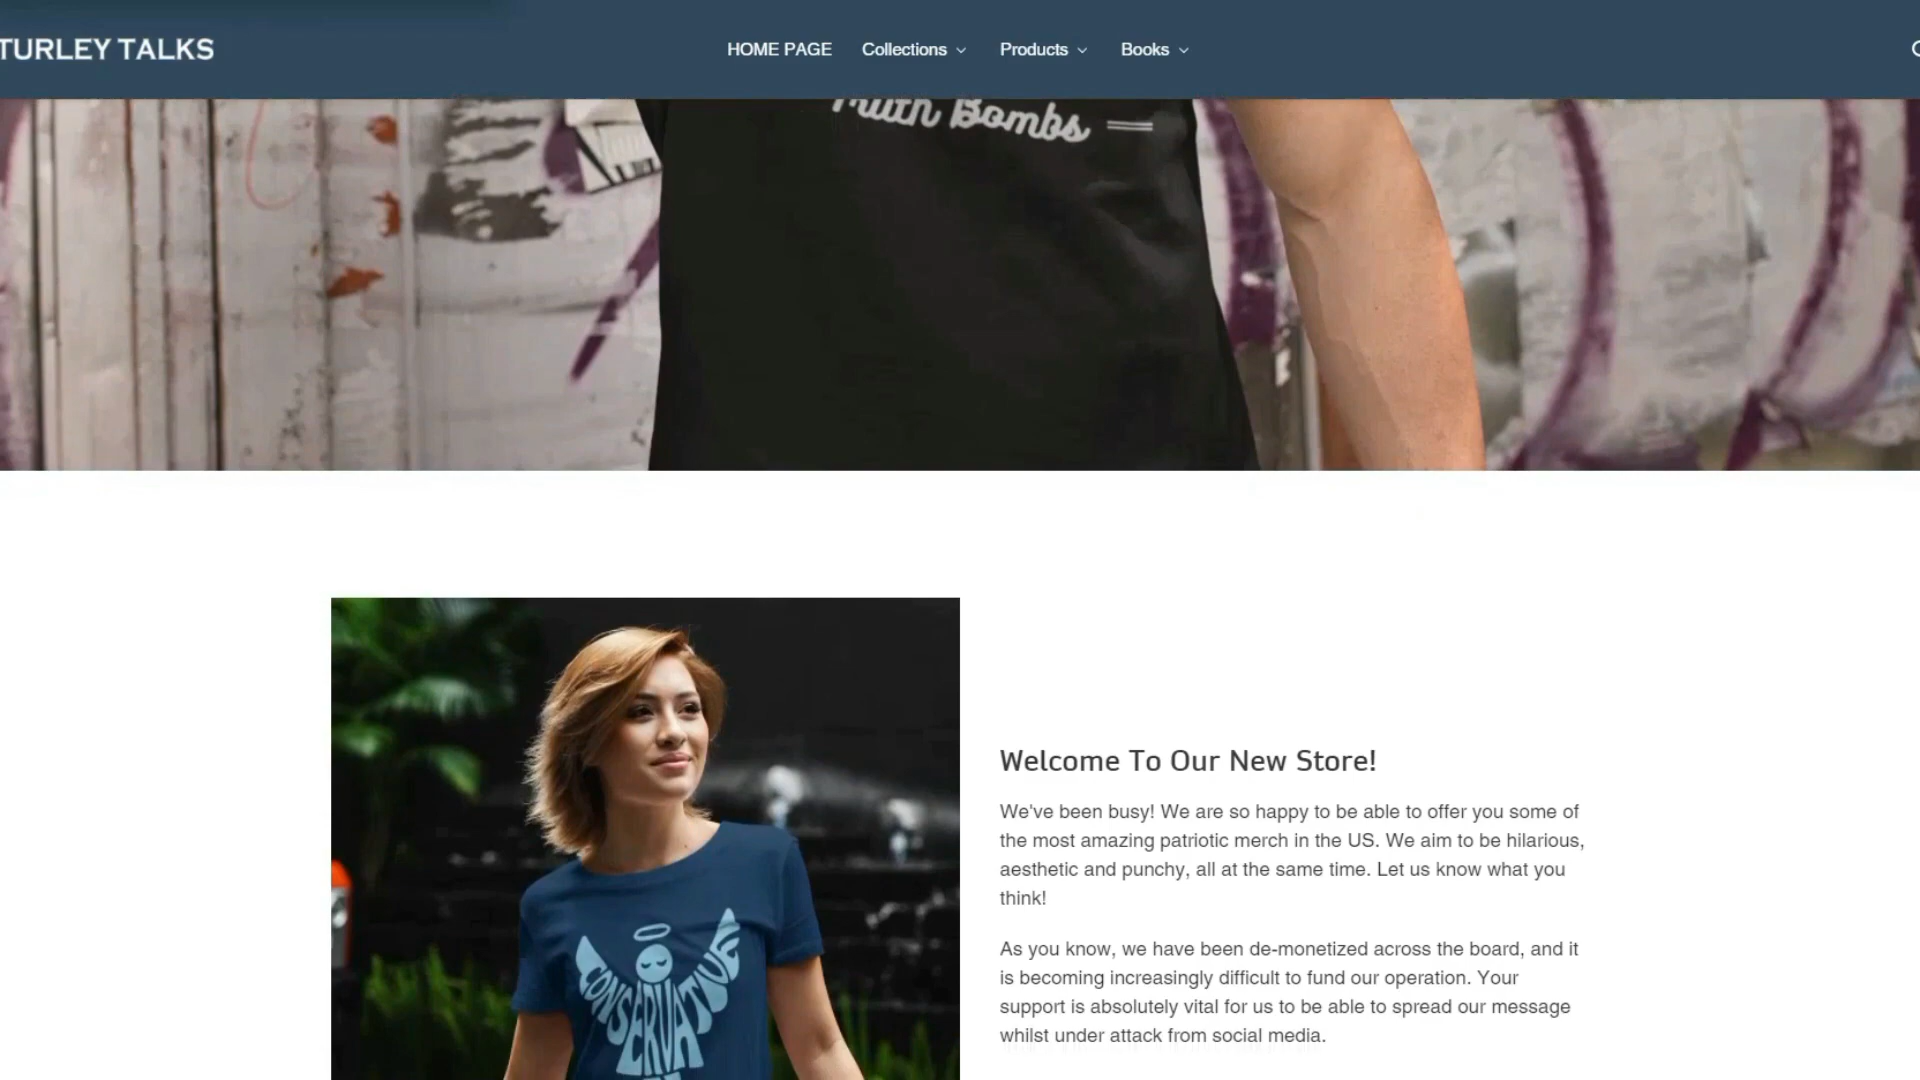 TURLEY TALKS
HOME PAGE Collections Products Books
Truth Bombs
Welcome To Our New Store!
We've been busy! We are so happy to be able to offer you some of
the most amazing patriotic merch in the US. We aim to be hilarious,
aesthetic and punchy, all at the same time. Let us know what you
think!
As you know, we have been de-monetized across the board, and it
is becoming increasingly difficult to fund our operation. Your
support is absolutely vital for us to be able to spread our message
whilst under attack from social media.
CONSERVATIVE